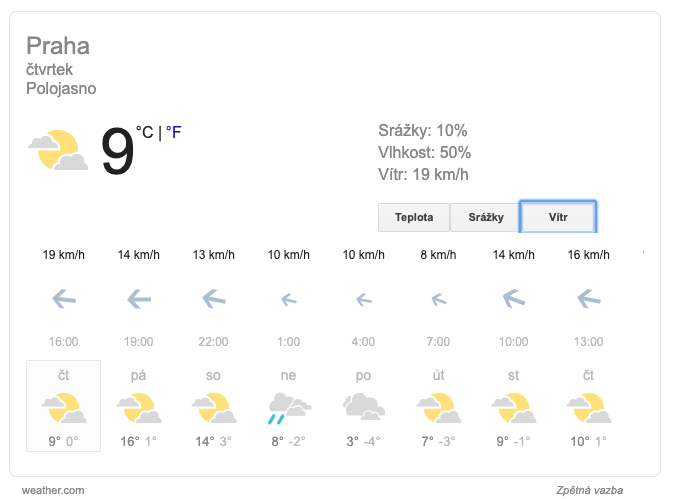 Praha
čtvrtek
Polojasno
9 °C | °F
Srážky: 10%
Vlhkost: 50%
Vítr: 19 km/h
Teplota Srážky Vítr
19 km/h 14 km/h 13 km/h 10 km/h 10 km/h 8 km/h 14 km/h 16 km/h
16:00 19:00 22:00 1:00 4:00 7:00 10:00 13:00
čt pá so ne po út st čt
9° 0° 16° 1° 14° 3° 8° -2° 3° -4° 7° -3° 9° -1° 10° 1°
weather.com Zpětná vazba